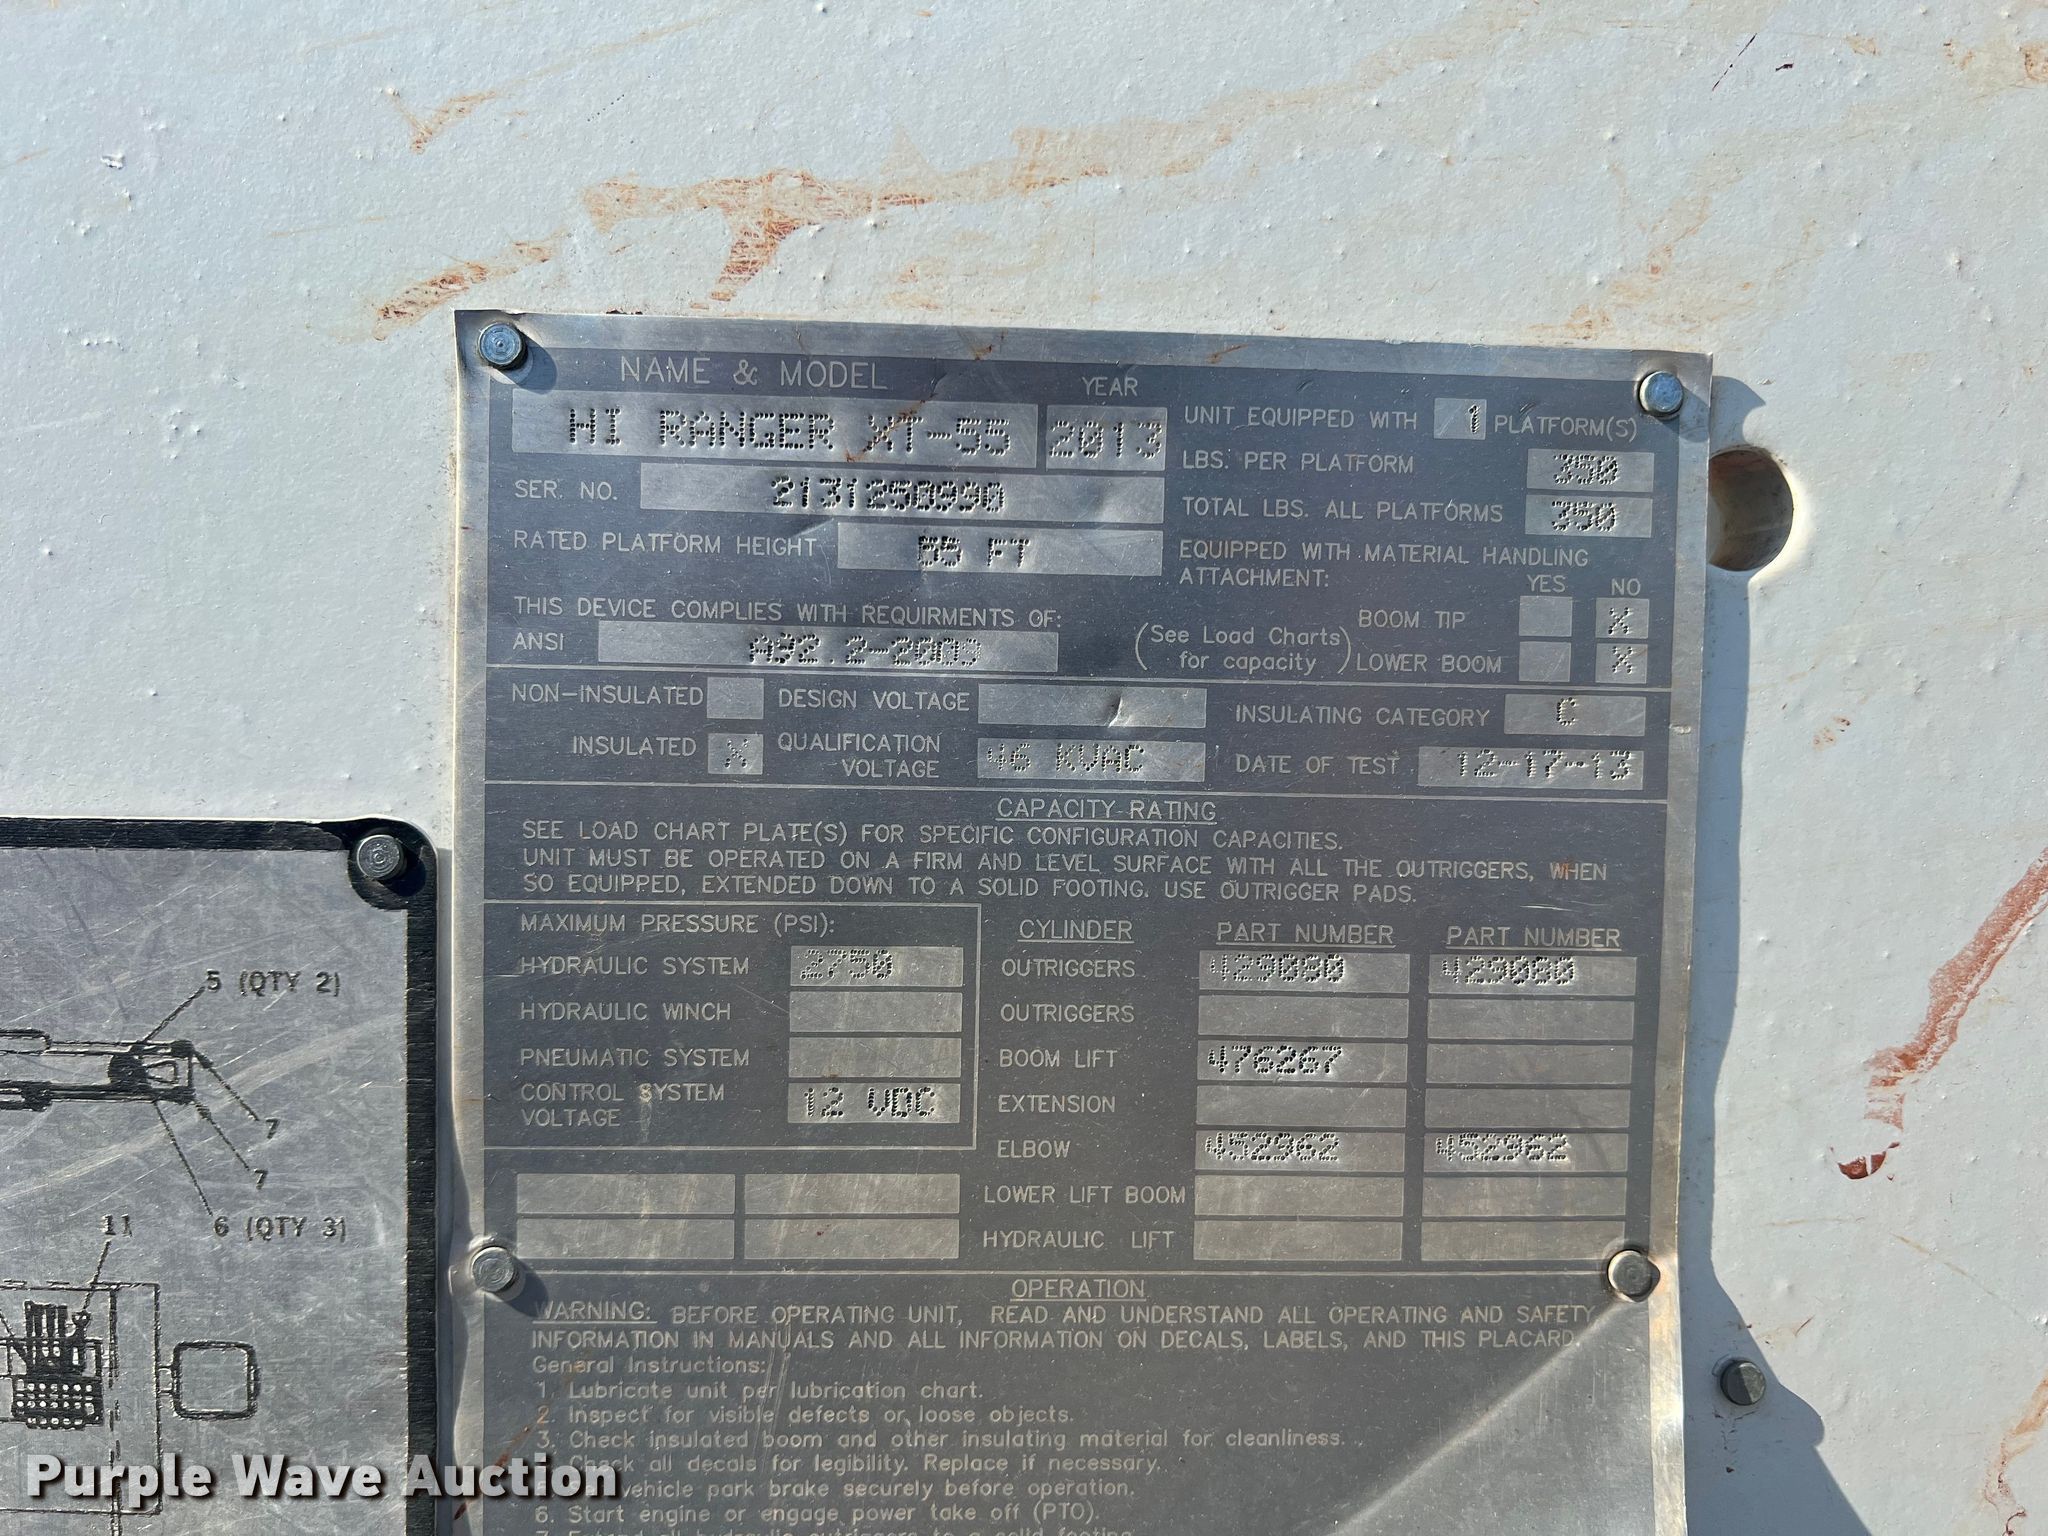 NAME & MODEL
YEAR
HI RANGER XT-55
2013
UNIT EQUIPPED WITH 1 PLATFORM(S)
LBS. PER PLATFORM 350
SER. NO. 2131250990
TOTAL LBS. ALL PLATFORMS 350
RATED PLATFORM HEIGHT 55 FT
EQUIPPED WITH MATERIAL HANDLING
ATTACHMENT:
YES NO
THIS DEVICE COMPLIES WITH REQUIRMENTS OF:
ANSI A92.2-2009
(See Load Charts
for capacity)
BOOM TIP X
LOWER BOOM X
NON-INSULATED
DESIGN VOLTAGE
INSULATING CATEGORY C
INSULATED X
QUALIFICATION
VOLTAGE 46 KVAC
DATE OF TEST 12-17-13
CAPACITY RATING
SEE LOAD CHART PLATE(S) FOR SPECIFIC CONFIGURATION CAPACITIES.
UNIT MUST BE OPERATED ON A FIRM AND LEVEL SURFACE WITH ALL THE OUTRIGGERS, WHEN
SO EQUIPPED, EXTENDED DOWN TO A SOLID FOOTING. USE OUTRIGGER PADS.
MAXIMUM PRESSURE (PSI):
HYDRAULIC SYSTEM 2750
HYDRAULIC WINCH
PNEUMATIC SYSTEM
CONTROL SYSTEM
VOLTAGE 12 VDC
CYLINDER PART NUMBER PART NUMBER
OUTRIGGERS 429080 429080
OUTRIGGERS
BOOM LIFT 476267
EXTENSION
ELBOW 452962 452962
LOWER LIFT BOOM
HYDRAULIC LIFT
OPERATION
WARNING: BEFORE OPERATING UNIT, READ AND UNDERSTAND ALL OPERATING AND SAFETY
INFORMATION IN MANUALS AND ALL INFORMATION ON DECALS, LABELS, AND THIS PLACARD.
General Instructions:
1. Lubricate unit per lubrication chart.
2. Inspect for visible defects or loose objects.
3. Check insulated boom and other insulating material for cleanliness.
Check all decals for legibility. Replace if necessary.
vehicle park brake securely before operation.
6. Start engine or engage power take off (PTO).
7. Extend all hydraulic outriggers to a solid footing.
5 (QTY 2)
7
7
6 (QTY 3)
11
Purple Wave Auction